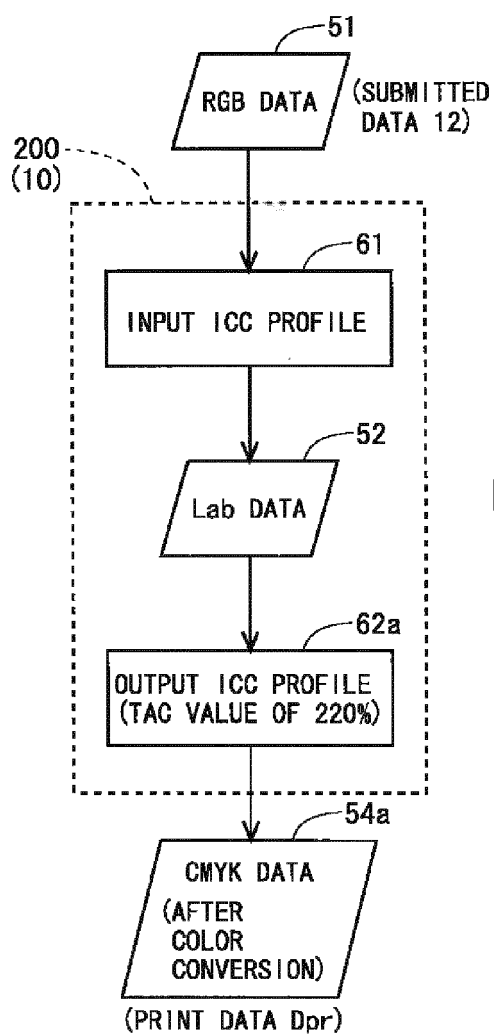 51
RGB DATA
(SUBMITTED
DATA 12)
200
(10)
61
INPUT ICC PROFILE
52
Lab DATA
62a
OUTPUT ICC PROFILE
(TAC VALUE OF 220%)
54a
CMYK DATA
(AFTER
COLOR
CONVERSION)
(PRINT DATA Dpr)